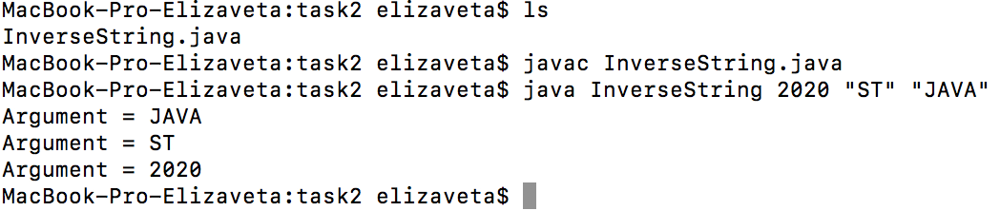 MacBook-Pro-Elizaveta:task2 elizaveta$ ls
InverseString.java
MacBook-Pro-Elizaveta:task2 elizaveta$ javac InverseString.java
MacBook-Pro-Elizaveta:task2 elizaveta$ java InverseString 2020 "ST" "JAVA"
Argument = JAVA
Argument = ST
Argument = 2020
MacBook-Pro-Elizaveta:task2 elizaveta$